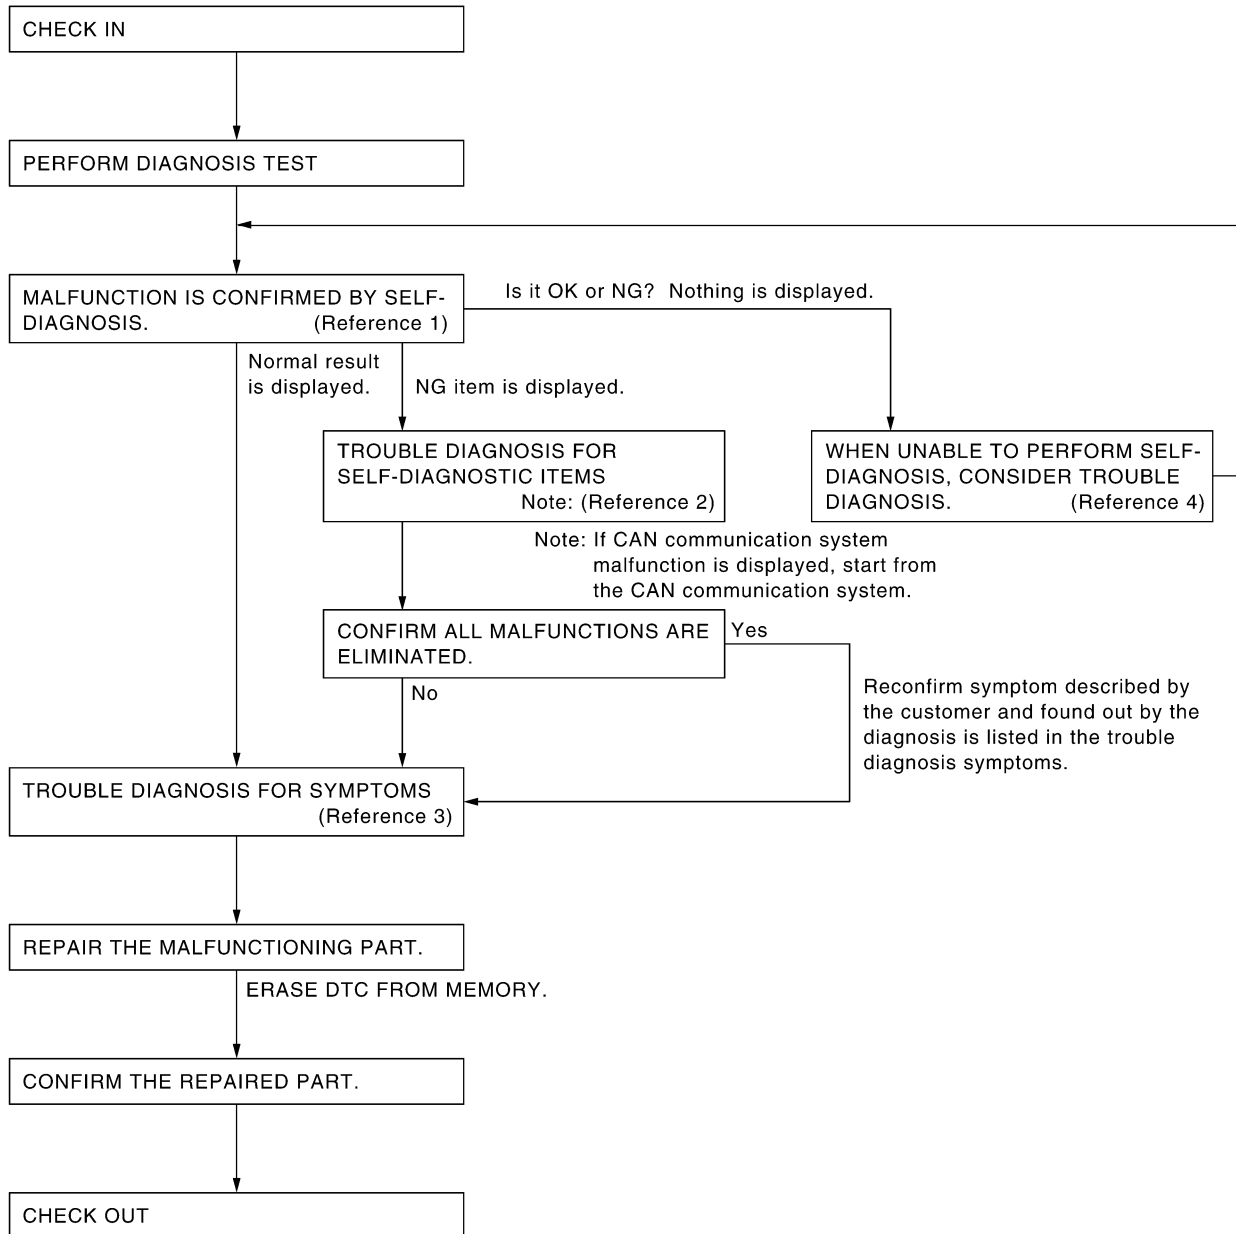 CHECK IN
PERFORM DIAGNOSIS TEST
MALFUNCTION IS CONFIRMED BY SELF-
DIAGNOSIS. (Reference 1)
Is it OK or NG? Nothing is displayed.
Normal result
is displayed.
NG item is displayed.
TROUBLE DIAGNOSIS FOR
SELF-DIAGNOSTIC ITEMS
Note: (Reference 2)
WHEN UNABLE TO PERFORM SELF-
DIAGNOSIS, CONSIDER TROUBLE
DIAGNOSIS. (Reference 4)
Note: If CAN communication system
malfunction is displayed, start from
the CAN communication system.
CONFIRM ALL MALFUNCTIONS ARE
ELIMINATED.
Yes
No
Reconfirm symptom described by
the customer and found out by the
diagnosis is listed in the trouble
diagnosis symptoms.
TROUBLE DIAGNOSIS FOR SYMPTOMS
(Reference 3)
REPAIR THE MALFUNCTIONING PART.
ERASE DTC FROM MEMORY.
CONFIRM THE REPAIRED PART.
CHECK OUT